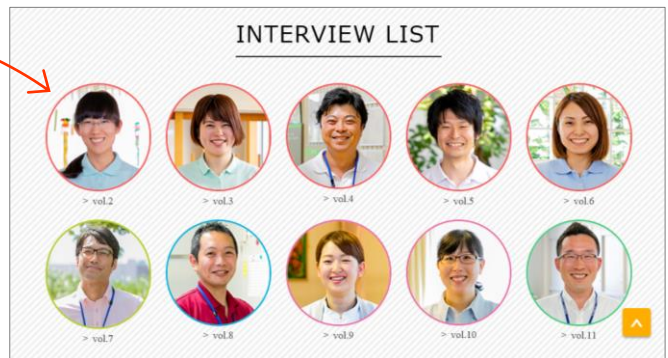 INTERVIEW LIST
> vol.2
> vol.3
> vol.4
> vol.5
> vol.6
> vol.7
> vol.8
> vol.9
> vol.10
> vol.11